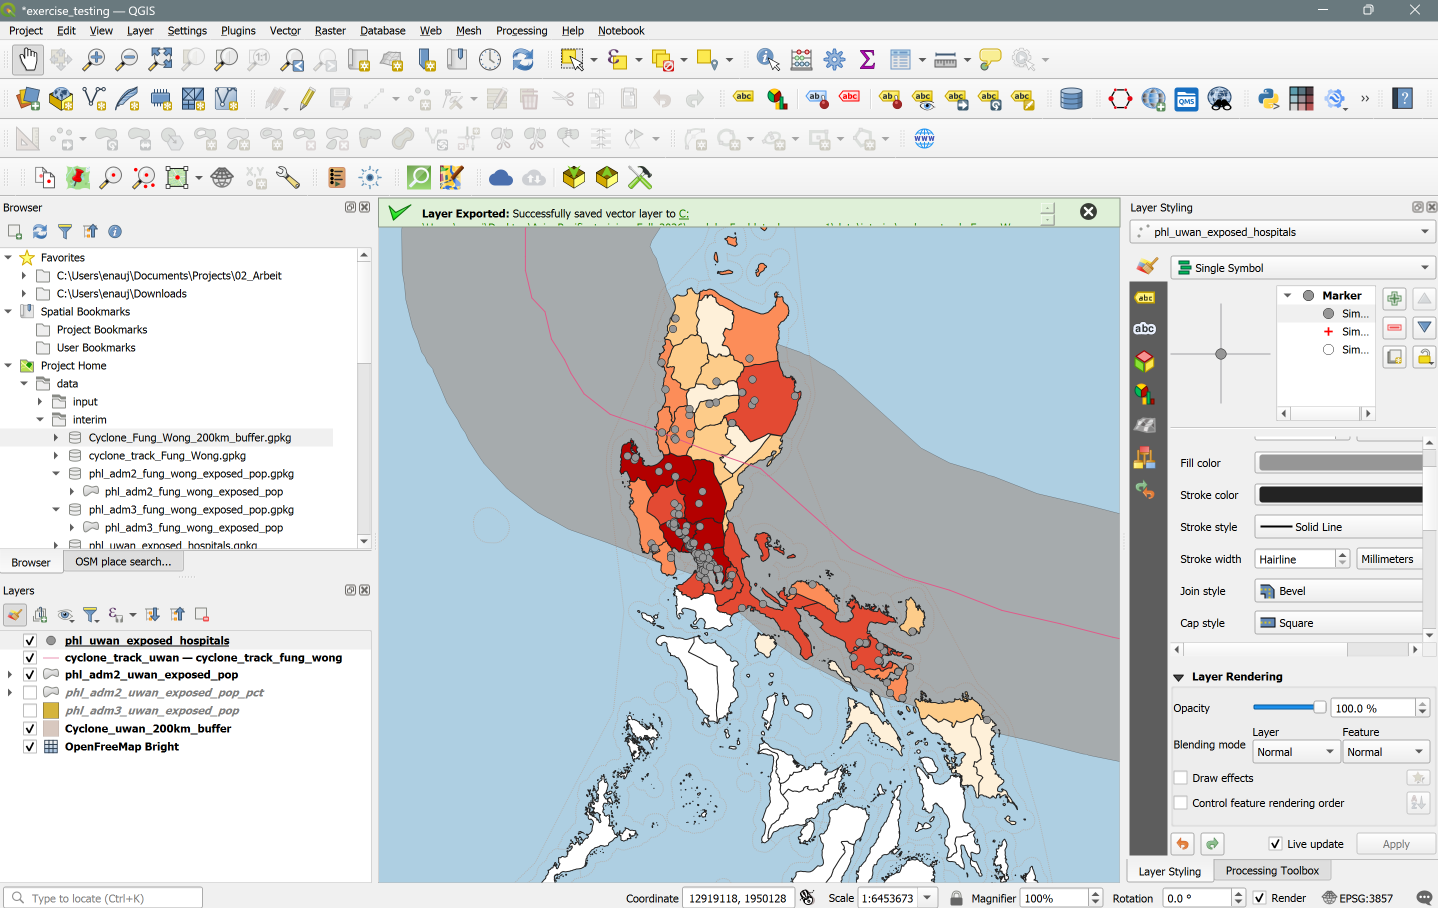 *exercise_testing — QGIS
Project Edit View Layer Settings Plugins Vector Raster Database Web Mesh Processing Help Notebook
Browser
Favorites
C:\Users\enauj\Documents\Projects\02_Arbeit
C:\Users\enauj\Downloads
Spatial Bookmarks
Project Bookmarks
User Bookmarks
Project Home
data
input
interim
Cyclone_Fung_Wong_200km_buffer.gpkg
cyclone_track_Fung_Wong.gpkg
phl_adm2_fung_wong_exposed_pop.gpkg
phl_adm2_fung_wong_exposed_pop
phl_adm3_fung_wong_exposed_pop.gpkg
phl_adm3_fung_wong_exposed_pop
phl_uwan_exposed_hospitals.gpkg
Browser OSM place search...
Layers
phl_uwan_exposed_hospitals
cyclone_track_uwan — cyclone_track_fung_wong
phl_adm2_uwan_exposed_pop
phl_adm2_uwan_exposed_pop_pct
phl_adm3_uwan_exposed_pop
Cyclone_uwan_200km_buffer
OpenFreeMap Bright
Layer Exported: Successfully saved vector layer to C:
Layer Styling
phl_uwan_exposed_hospitals
Single Symbol
Marker
Sim...
Sim...
Sim...
Fill color
Stroke color
Stroke style Solid Line
Stroke width Hairline Millimeters
Join style Bevel
Cap style Square
Layer Rendering
Opacity 100.0 %
Layer Feature
Blending mode Normal Normal
Draw effects
Control feature rendering order
Live update Apply
Layer Styling Processing Toolbox
Type to locate (Ctrl+K) Coordinate 12919118, 1950128 Scale 1:6453673 Magnifier 100% Rotation 0.0 ° Render EPSG:3857